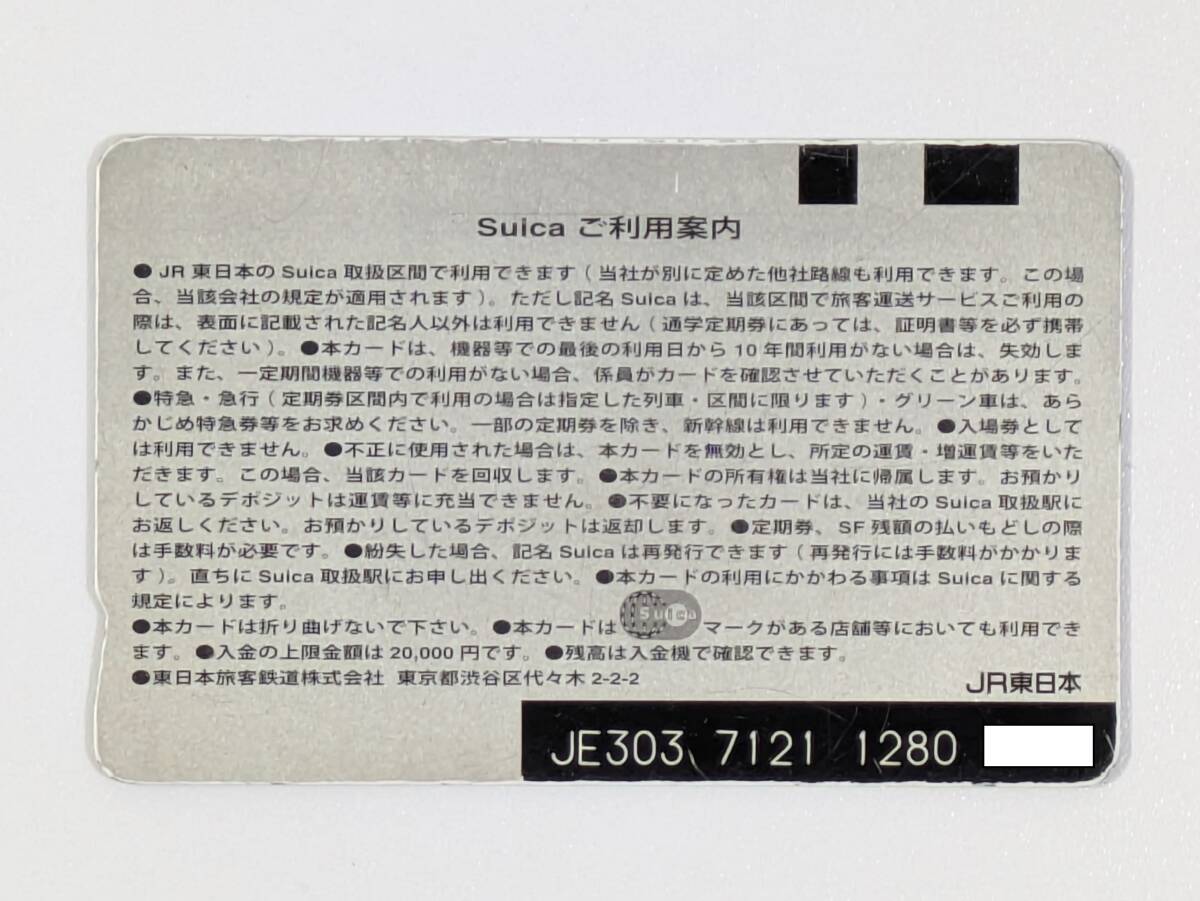 Suica ご利用案内
●JR 東日本の Suica 取扱区間で利用できます（当社が別に定めた他社路線も利用できます。この場
合、当該会社の規定が適用されます）。ただし記名 Suica は、当該区間で旅客運送サービスご利用の
際は、表面に記載された記名人以外は利用できません（通学定期券にあっては、証明書等を必ず携帯
してください）。●本カードは、機器等での最後の利用日から 10 年間利用がない場合は、失効しま
す。また、一定期間機器等での利用がない場合、係員がカードを確認させていただくことがあります。
●特急・急行（定期券区間内で利用の場合は指定した列車・区間に限ります）・グリーン車は、あら
かじめ特急券等をお求めください。一部の定期券を除き、新幹線は利用できません。●入場券として
は利用できません。●不正に使用された場合は、本カードを無効とし、所定の運賃・増運賃等をいた
だきます。この場合、当該カードを回収します。●本カードの所有権は当社に帰属します。お預かり
しているデポジットは運賃等に充当できません。●不要になったカードは、当社の Suica 取扱駅に
お返しください。お預かりしているデポジットは返却します。●定期券、SF 残額の払いもどしの際
は手数料が必要です。●紛失した場合、記名 Suica は再発行できます（再発行には手数料がかかりま
す）。直ちに Suica 取扱駅にお申し出ください。●本カードの利用にかかわる事項は Suica に関する
規定によります。
●本カードは折り曲げないで下さい。●本カードは Suica マークがある店舗等においても利用でき
ます。●入金の上限金額は 20,000 円です。●残高は入金機で確認できます。
●東日本旅客鉄道株式会社 東京都渋谷区代々木 2-2-2
JR東日本
JE303 7121 1280